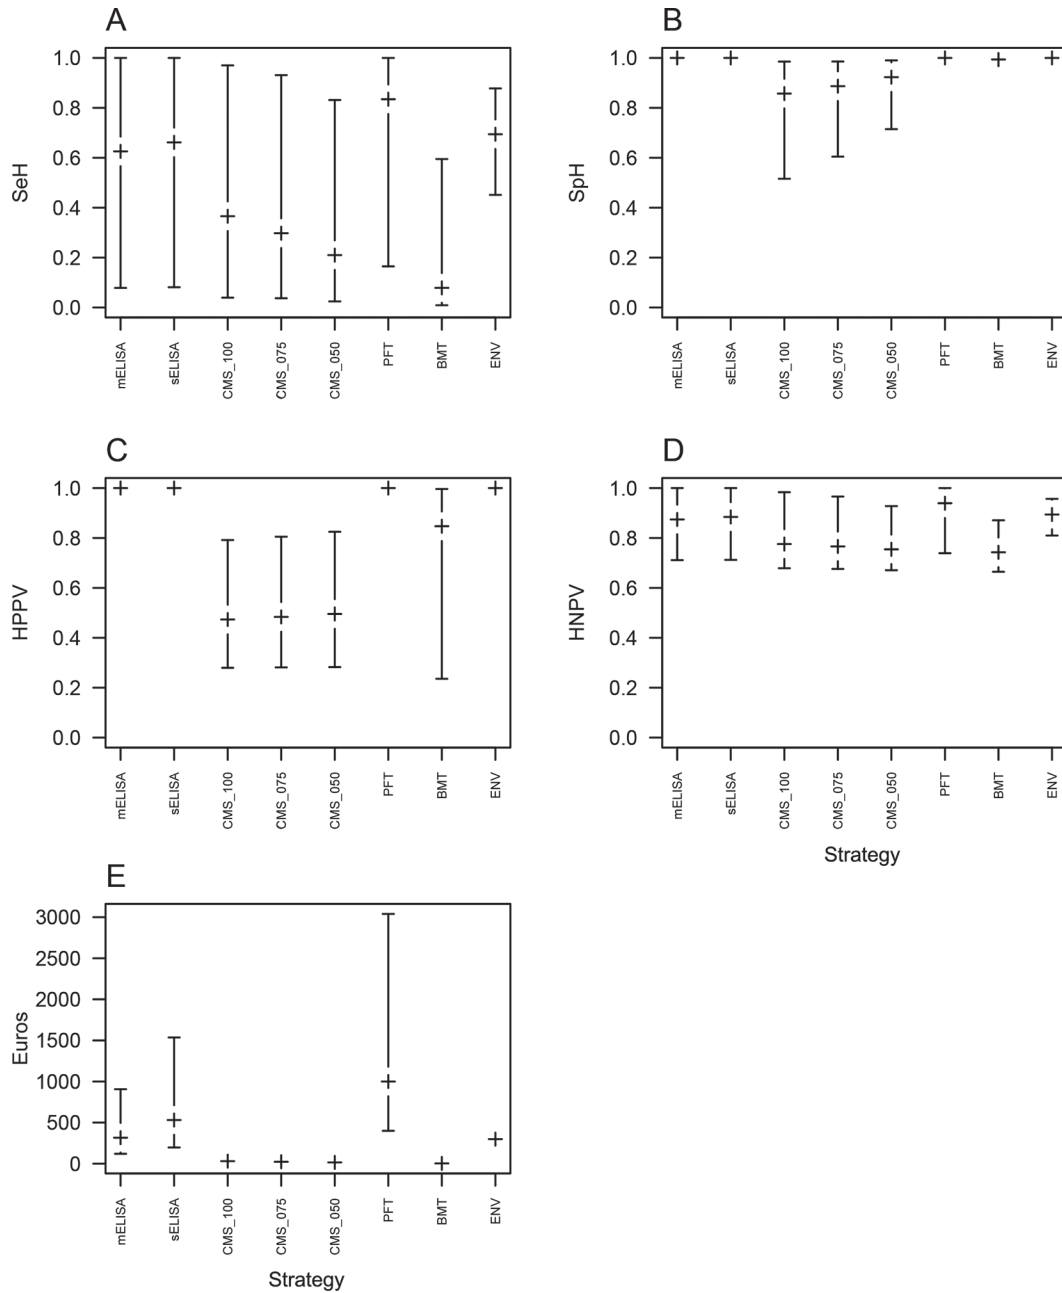 A
SeH
1.0
0.8
0.6
0.4
0.2
0.0
mELISA
sELISA
CMS_100
CMS_075
CMS_050
PFT
BMT
ENV
B
SpH
1.0
0.8
0.6
0.4
0.2
0.0
mELISA
sELISA
CMS_100
CMS_075
CMS_050
PFT
BMT
ENV
C
HPPV
1.0
0.8
0.6
0.4
0.2
0.0
mELISA
sELISA
CMS_100
CMS_075
CMS_050
PFT
BMT
ENV
D
HNPV
1.0
0.8
0.6
0.4
0.2
0.0
mELISA
sELISA
CMS_100
CMS_075
CMS_050
PFT
BMT
ENV
Strategy
E
Euros
3000
2500
2000
1500
1000
500
0
mELISA
sELISA
CMS_100
CMS_075
CMS_050
PFT
BMT
ENV
Strategy